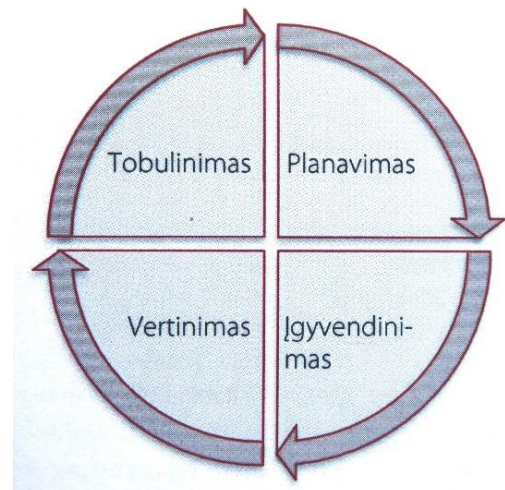 Tobulinimas
Planavimas
Vertinimas
Įgyvendini-
mas